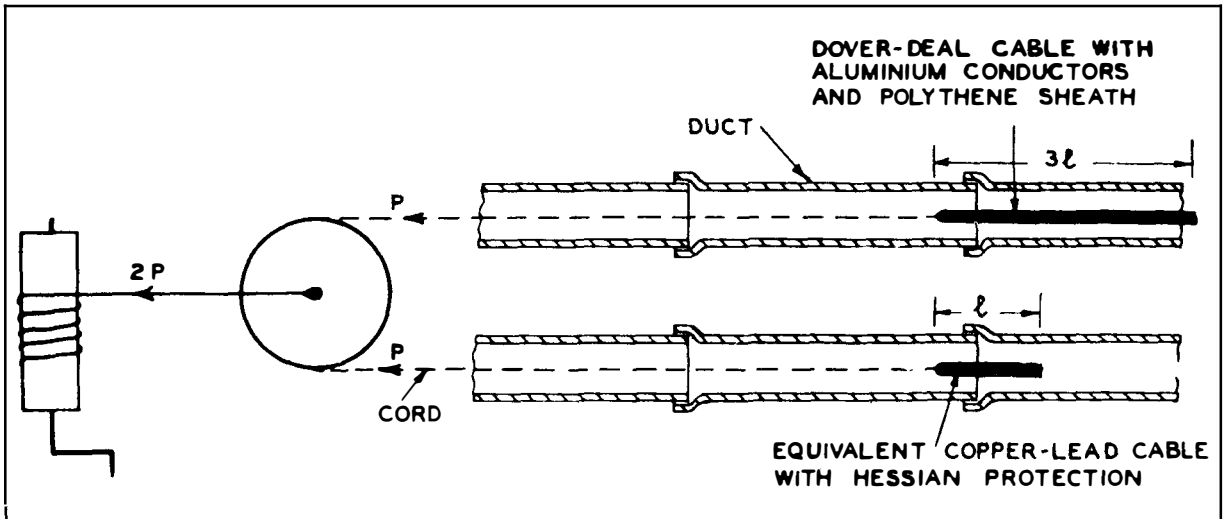 DOVER-DEAL CABLE WITH
ALUMINIUM CONDUCTORS
AND POLYTHENE SHEATH
DUCT
3ℓ
P
2P
ℓ
P
CORD
EQUIVALENT COPPER-LEAD CABLE
WITH HESSIAN PROTECTION